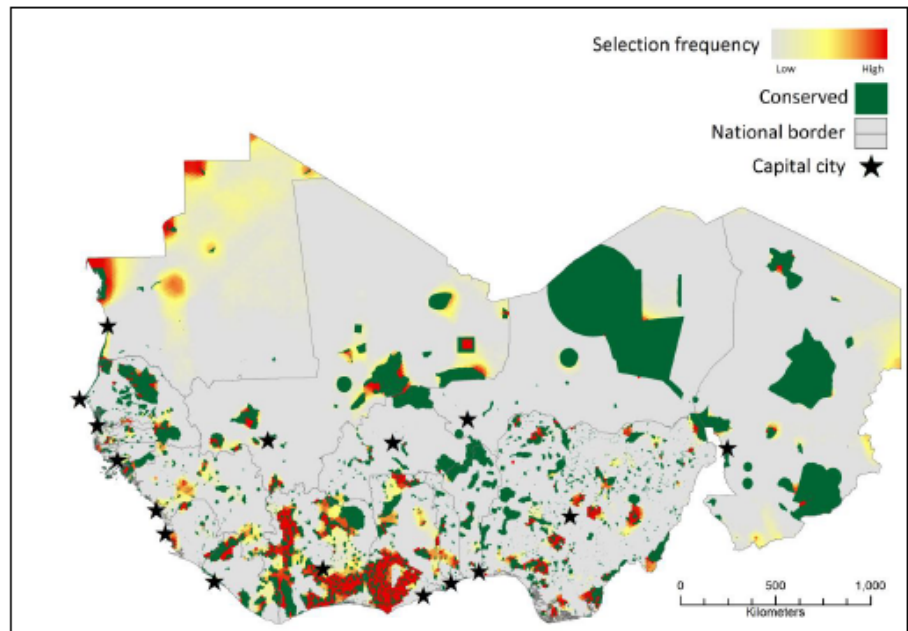 Selection frequency
Low High
Conserved
National border
Capital city
0 500 1,000
Kilometers